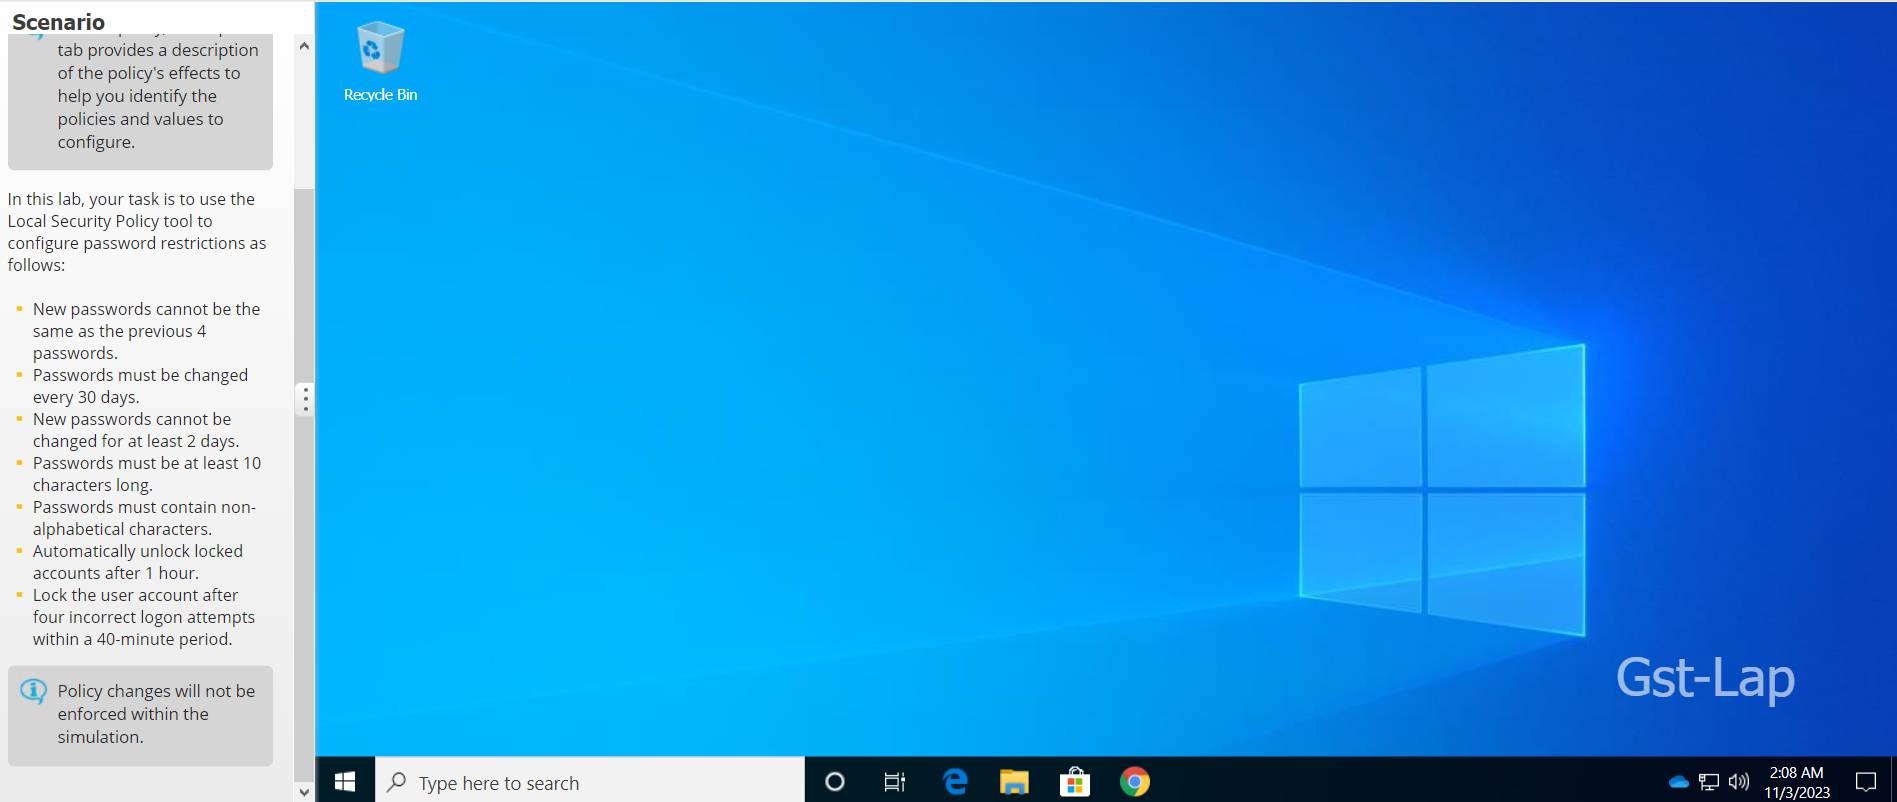 Scenario
tab provides a description
of the policy's effects to
help you identify the
policies and values to
configure.
In this lab, your task is to use the
Local Security Policy tool to
configure password restrictions as
follows:
New passwords cannot be the
same as the previous 4
passwords.
Passwords must be changed
every 30 days.
New passwords cannot be
changed for at least 2 days.
Passwords must be at least 10
characters long.
Passwords must contain non-
alphabetical characters.
Automatically unlock locked
accounts after 1 hour.
Lock the user account after
four incorrect logon attempts
within a 40-minute period.
Policy changes will not be
enforced within the
simulation.
Recycle Bin
Gst-Lap
Type here to search
2:08 AM
11/3/2023